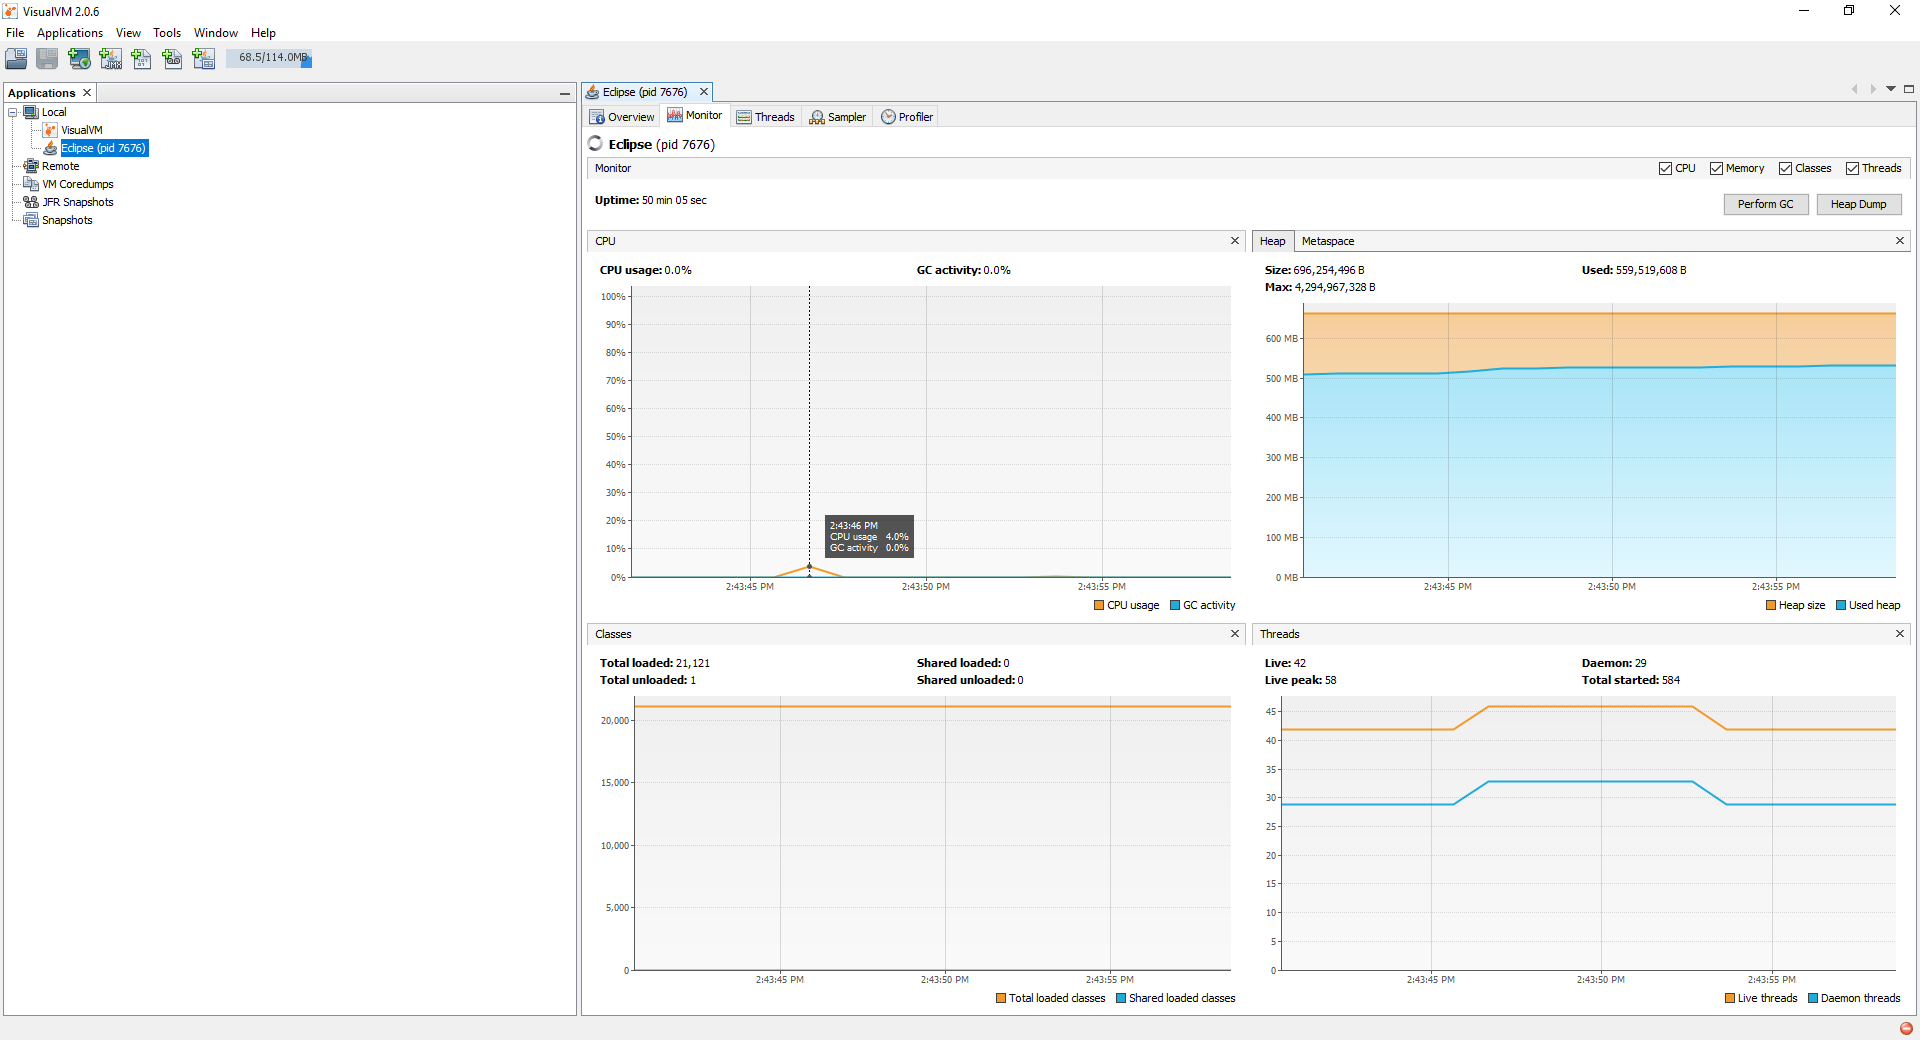 VisualVM 2.0.6
File Applications View Tools Window Help
68.5/114.0MB
Applications
Local
VisualVM
Eclipse (pid 7676)
Remote
VM Coredumps
JFR Snapshots
Snapshots
Eclipse (pid 7676)
Overview Monitor Threads Sampler Profiler
Eclipse (pid 7676)
Monitor
CPU Memory Classes Threads
Uptime: 50 min 05 sec
Perform GC Heap Dump
CPU
CPU usage: 0.0% GC activity: 0.0%
100%
90%
80%
70%
60%
50%
40%
30%
20%
10%
0%
2:43:46 PM
CPU usage 4.0%
GC activity 0.0%
2:43:45 PM 2:43:50 PM 2:43:55 PM
CPU usage GC activity
Heap Metaspace
Size: 696,254,496 B Used: 559,519,608 B
Max: 4,294,967,328 B
600 MB
500 MB
400 MB
300 MB
200 MB
100 MB
0 MB
2:43:45 PM 2:43:50 PM 2:43:55 PM
Heap size Used heap
Classes
Total loaded: 21,121 Shared loaded: 0
Total unloaded: 1 Shared unloaded: 0
20,000
15,000
10,000
5,000
0
2:43:45 PM 2:43:50 PM 2:43:55 PM
Total loaded classes Shared loaded classes
Threads
Live: 42 Daemon: 29
Live peak: 58 Total started: 584
45
40
35
30
25
20
15
10
5
0
2:43:45 PM 2:43:50 PM 2:43:55 PM
Live threads Daemon threads